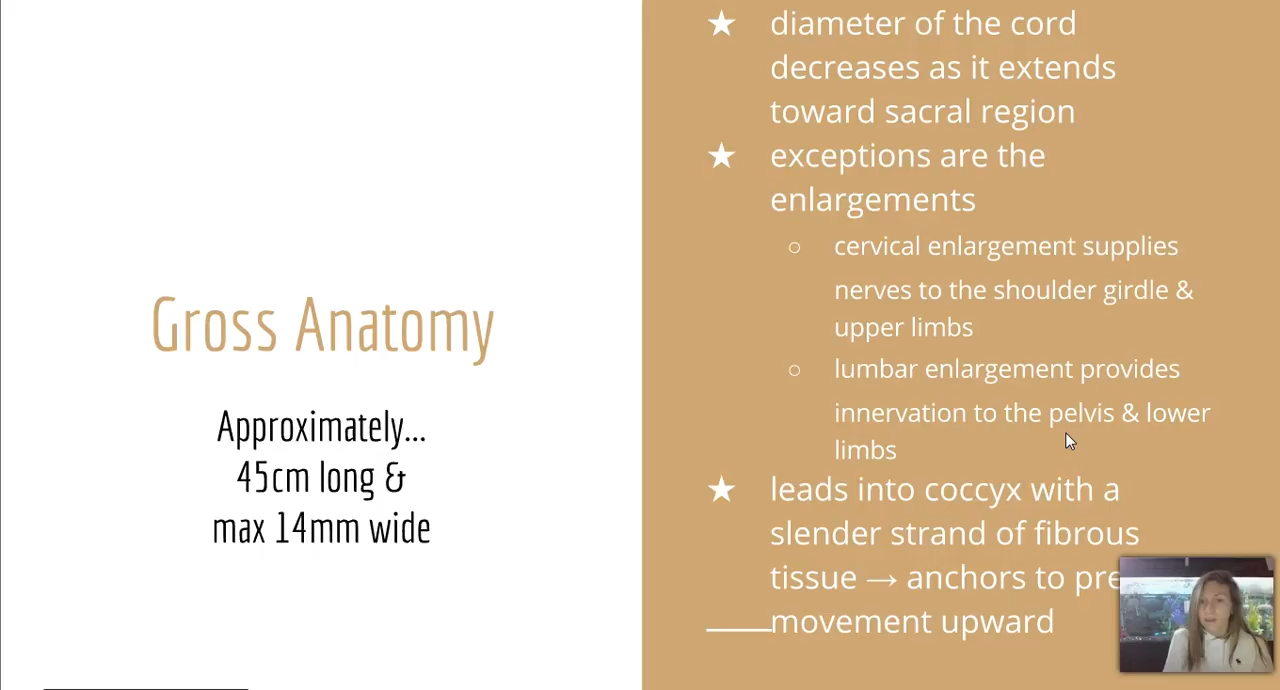 Gross Anatomy
Approximately...
45cm long &
max 14mm wide
★ diameter of the cord
decreases as it extends
toward sacral region
★ exceptions are the
enlargements
○ cervical enlargement supplies
nerves to the shoulder girdle &
upper limbs
○ lumbar enlargement provides
innervation to the pelvis & lower
limbs
★ leads into coccyx with a
slender strand of fibrous
tissue → anchors to
movement upward